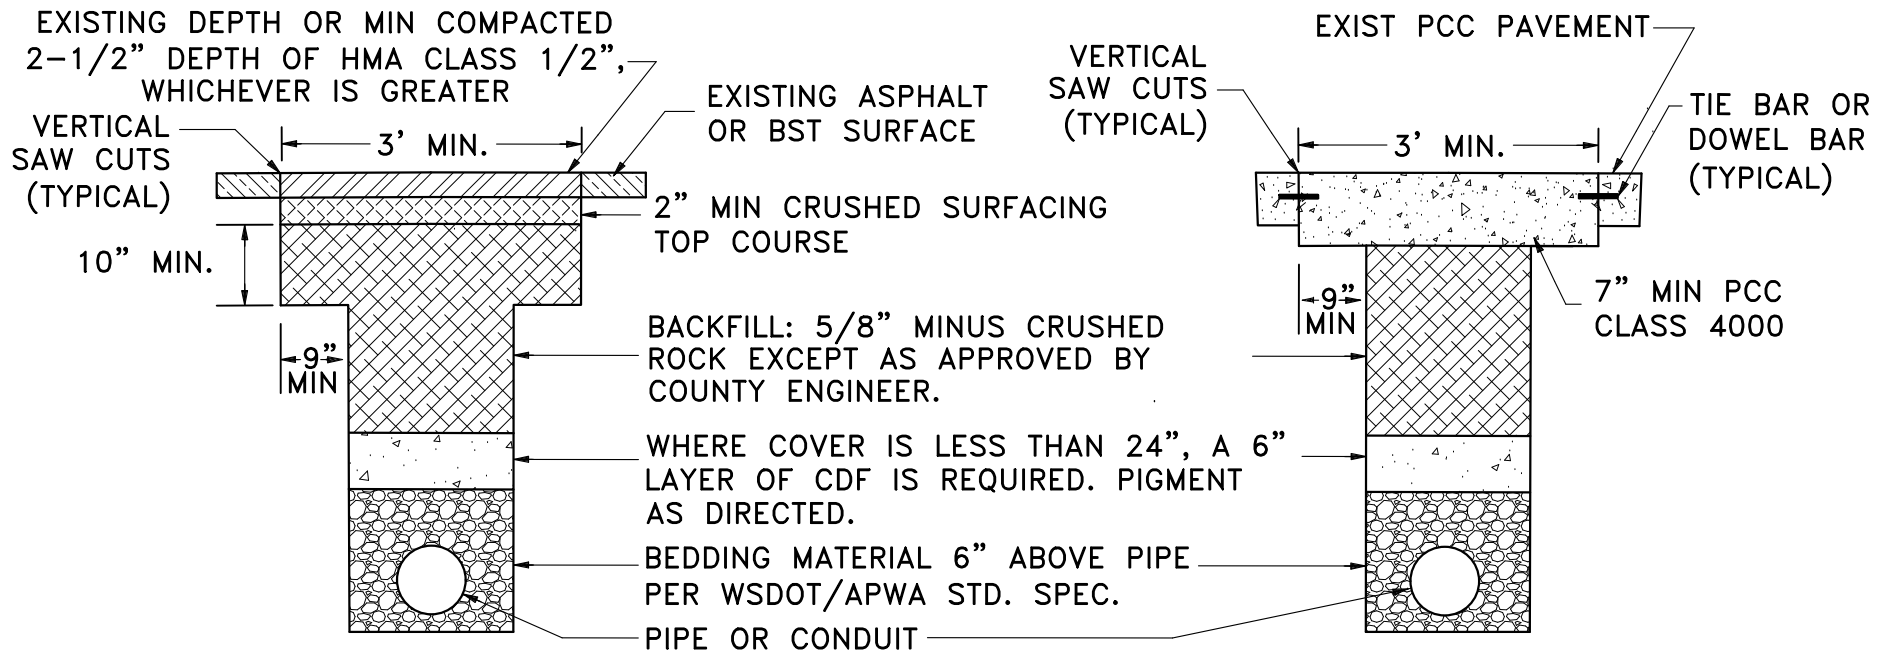 EXISTING DEPTH OR MIN COMPACTED
2-1/2" DEPTH OF HMA CLASS 1/2",
WHICHEVER IS GREATER
VERTICAL
SAW CUTS
(TYPICAL)
3' MIN.
EXISTING ASPHALT
OR BST SURFACE
2" MIN CRUSHED SURFACING
TOP COURSE
10" MIN.
9"
MIN
BACKFILL: 5/8" MINUS CRUSHED
ROCK EXCEPT AS APPROVED BY
COUNTY ENGINEER.
WHERE COVER IS LESS THAN 24", A 6"
LAYER OF CDF IS REQUIRED. PIGMENT
AS DIRECTED.
BEDDING MATERIAL 6" ABOVE PIPE
PER WSDOT/APWA STD. SPEC.
PIPE OR CONDUIT
EXIST PCC PAVEMENT
VERTICAL
SAW CUTS
(TYPICAL)
3' MIN.
TIE BAR OR
DOWEL BAR
(TYPICAL)
9"
MIN
7" MIN PCC
CLASS 4000